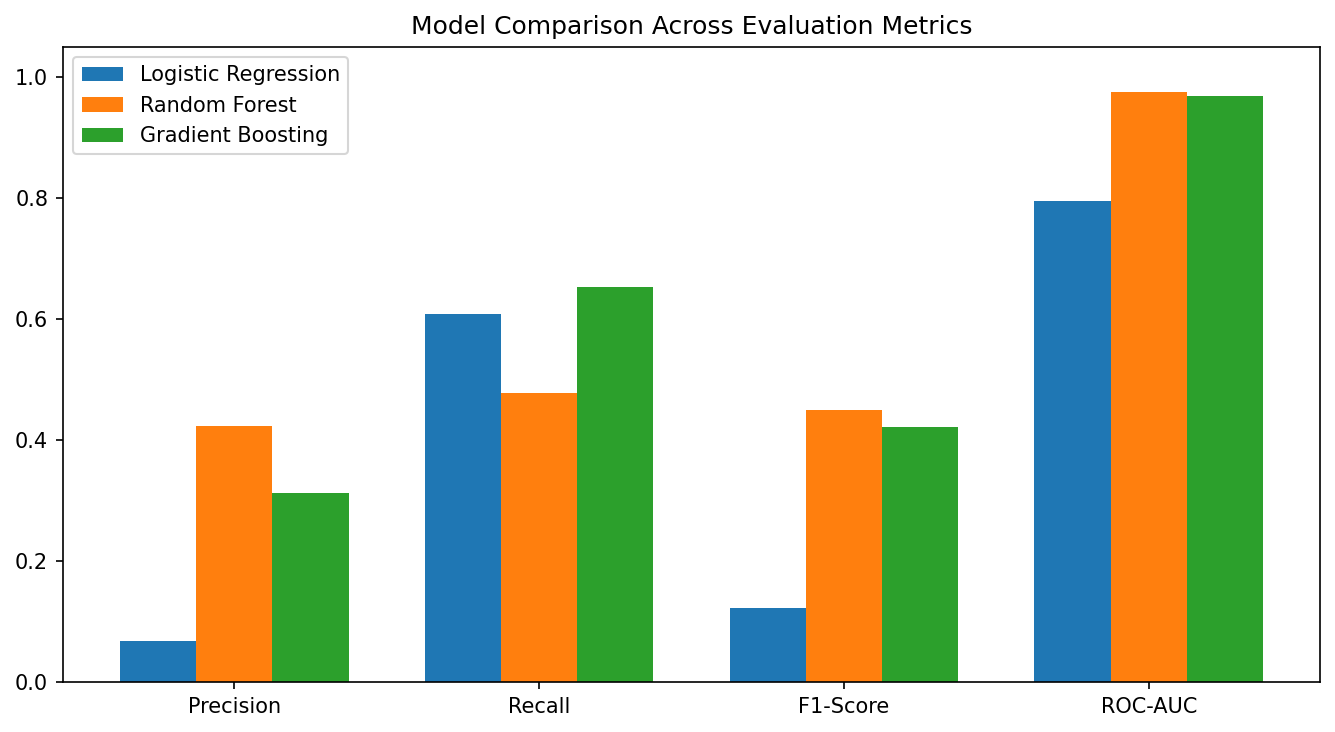 Model Comparison Across Evaluation Metrics
Logistic Regression
Random Forest
Gradient Boosting
1.0
0.8
0.6
0.4
0.2
0.0
Precision
Recall
F1-Score
ROC-AUC